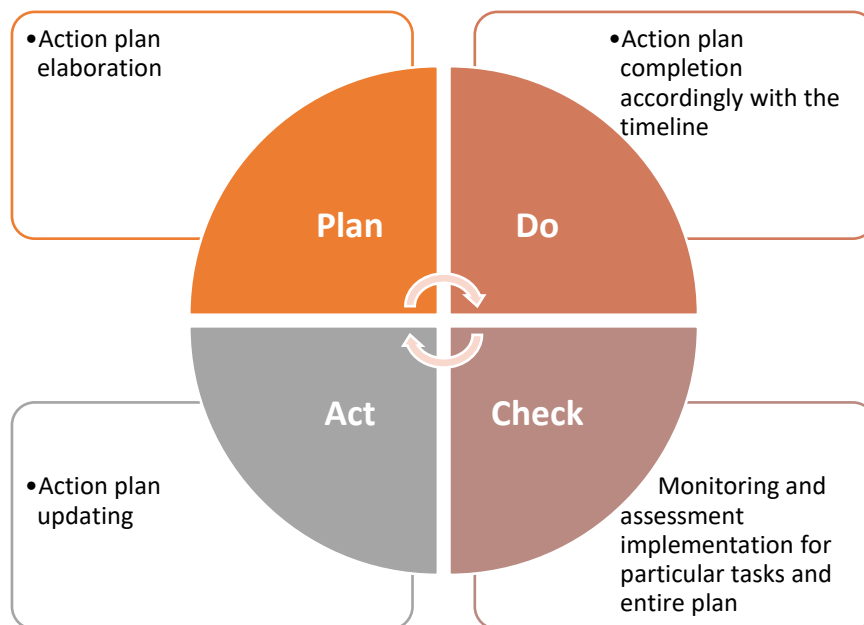 •Action plan
elaboration
•Action plan
completion
accordingly with the
timeline
Plan
Do
Act
Check
•Action plan
updating
Monitoring and
assessment
implementation for
particular tasks and
entire plan